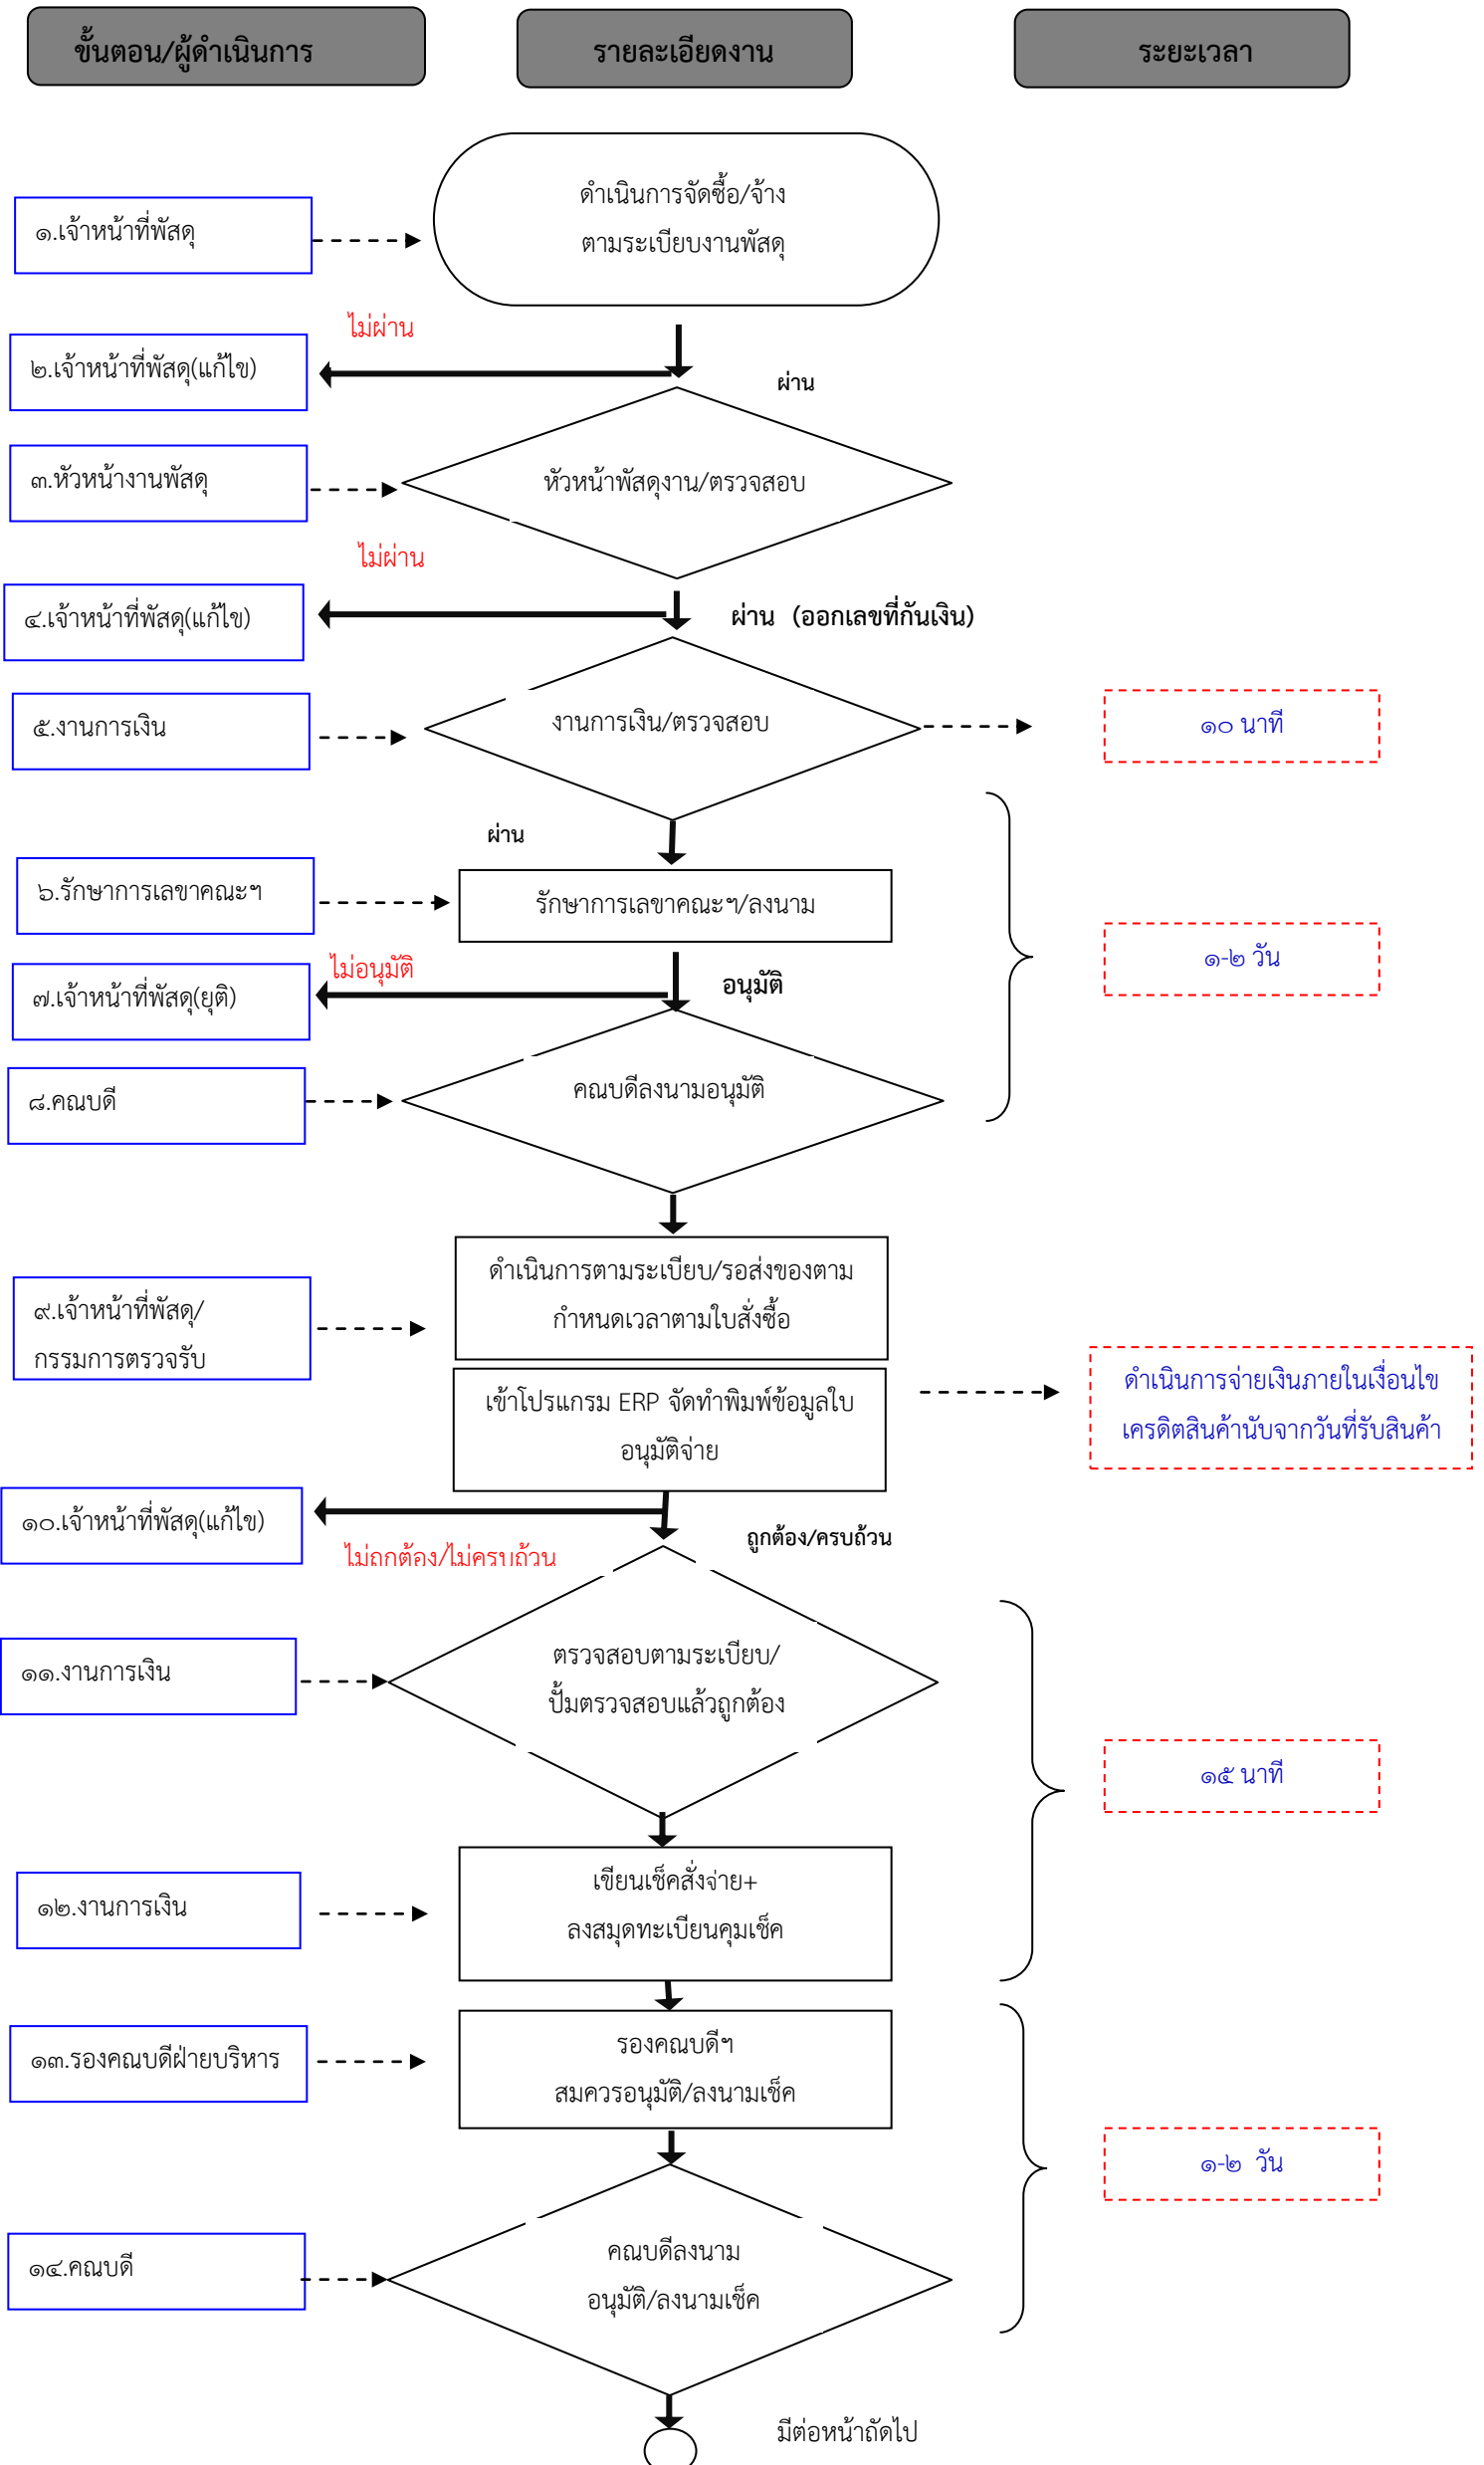 ขั้นตอน/ผู้ดำเนินการ
รายละเอียดงาน
ระยะเวลา
ดำเนินการจัดซื้อ/จ้าง
ตามระเบียบงานพัสดุ
๑.เจ้าหน้าที่พัสดุ
ไม่ผ่าน
๒.เจ้าหน้าที่พัสดุ(แก้ไข)
ผ่าน
๓.หัวหน้างานพัสดุ
หัวหน้าพัสดุงาน/ตรวจสอบ
ไม่ผ่าน
๔.เจ้าหน้าที่พัสดุ(แก้ไข)
ผ่าน (ออกเลขที่กันเงิน)
๕.งานการเงิน
งานการเงิน/ตรวจสอบ
๑๐ นาที
ผ่าน
๖.รักษาการเลขาคณะฯ
รักษาการเลขาคณะฯ/ลงนาม
๑-๒ วัน
ไม่อนุมัติ
อนุมัติ
๗.เจ้าหน้าที่พัสดุ(ยุติ)
๘.คณบดี
คณบดีลงนามอนุมัติ
ดำเนินการตามระเบียบ/รอส่งของตาม
กำหนดเวลาตามใบสั่งซื้อ
๙.เจ้าหน้าที่พัสดุ/
กรรมการตรวจรับ
เข้าโปรแกรม ERP จัดทำพิมพ์ข้อมูลใบ
อนุมัติจ่าย
ดำเนินการจ่ายเงินภายในเงื่อนไข
เครดิตสินค้านับจากวันที่รับสินค้า
๑๐.เจ้าหน้าที่พัสดุ(แก้ไข)
ถูกต้อง/ครบถ้วน
ไม่ถูกต้อง/ไม่ครบถ้วน
๑๑.งานการเงิน
ตรวจสอบตามระเบียบ/
ปั้มตรวจสอบแล้วถูกต้อง
๑๕ นาที
๑๒.งานการเงิน
เขียนเช็คสั่งจ่าย+
ลงสมุดทะเบียนคุมเช็ค
๑๓.รองคณบดีฝ่ายบริหาร
รองคณบดีฯ
สมควรอนุมัติ/ลงนามเช็ค
๑-๒ วัน
๑๔.คณบดี
คณบดีลงนาม
อนุมัติ/ลงนามเช็ค
มีต่อหน้าถัดไป